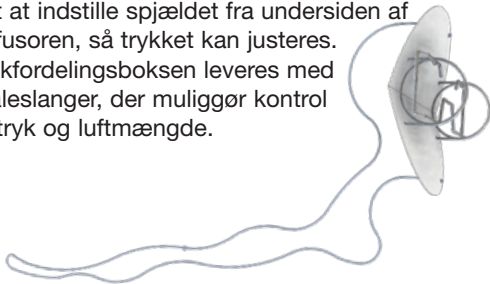 t at indstille spjældet fra undersiden af
fusoren, så trykket kan justeres.
kfordelingsboksen leveres med
åleslanger, der muliggør kontrol
tryk og luftmængde.